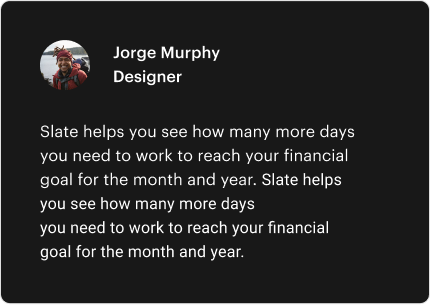 Jorge Murphy
Designer
Slate helps you see how many more days
you need to work to reach your financial
goal for the month and year. Slate helps
you see how many more days
you need to work to reach your financial
goal for the month and year.